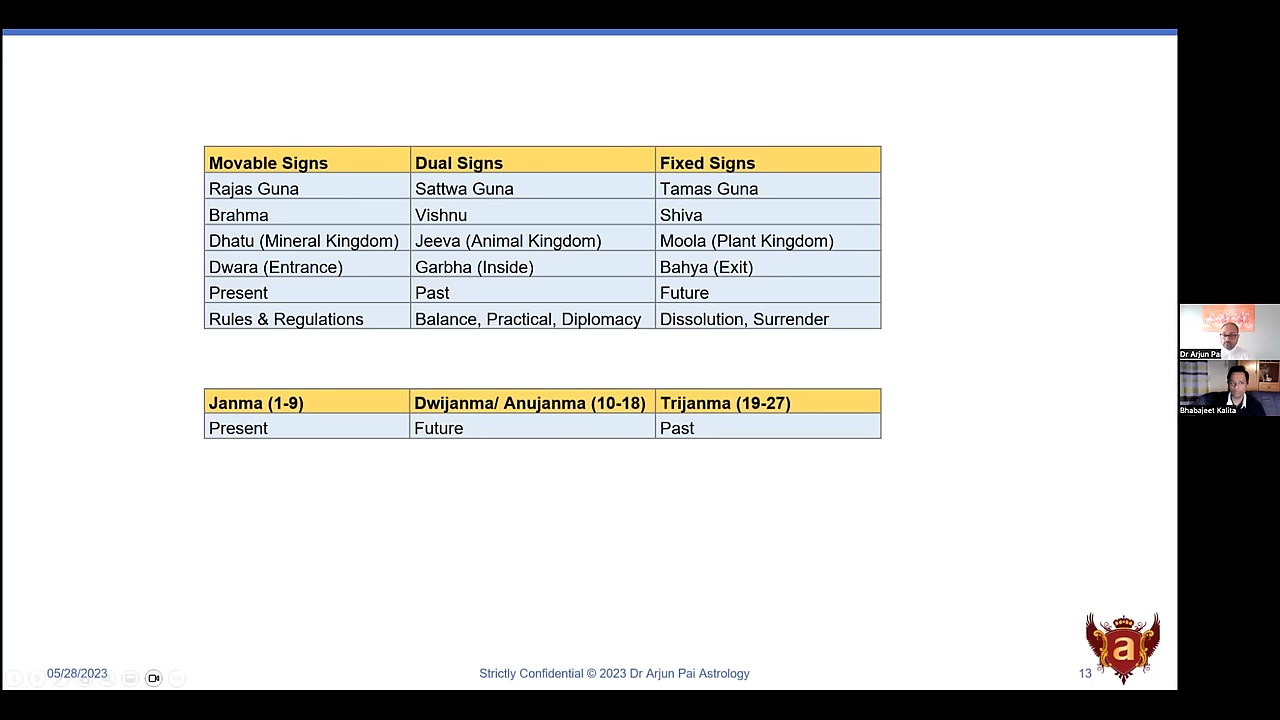 Movable Signs Dual Signs Fixed Signs
Rajas Guna Sattwa Guna Tamas Guna
Brahma Vishnu Shiva
Dhatu (Mineral Kingdom) Jeeva (Animal Kingdom) Moola (Plant Kingdom)
Dwara (Entrance) Garbha (Inside) Bahya (Exit)
Present Past Future
Rules & Regulations Balance, Practical, Diplomacy Dissolution, Surrender
Janma (1-9) Dwijanma/ Anujanma (10-18) Trijanma (19-27)
Present Future Past
Dr Arjun Pai
Bhabajeet Kalita
a
05/28/2023 Strictly Confidential © 2023 Dr Arjun Pai Astrology 13